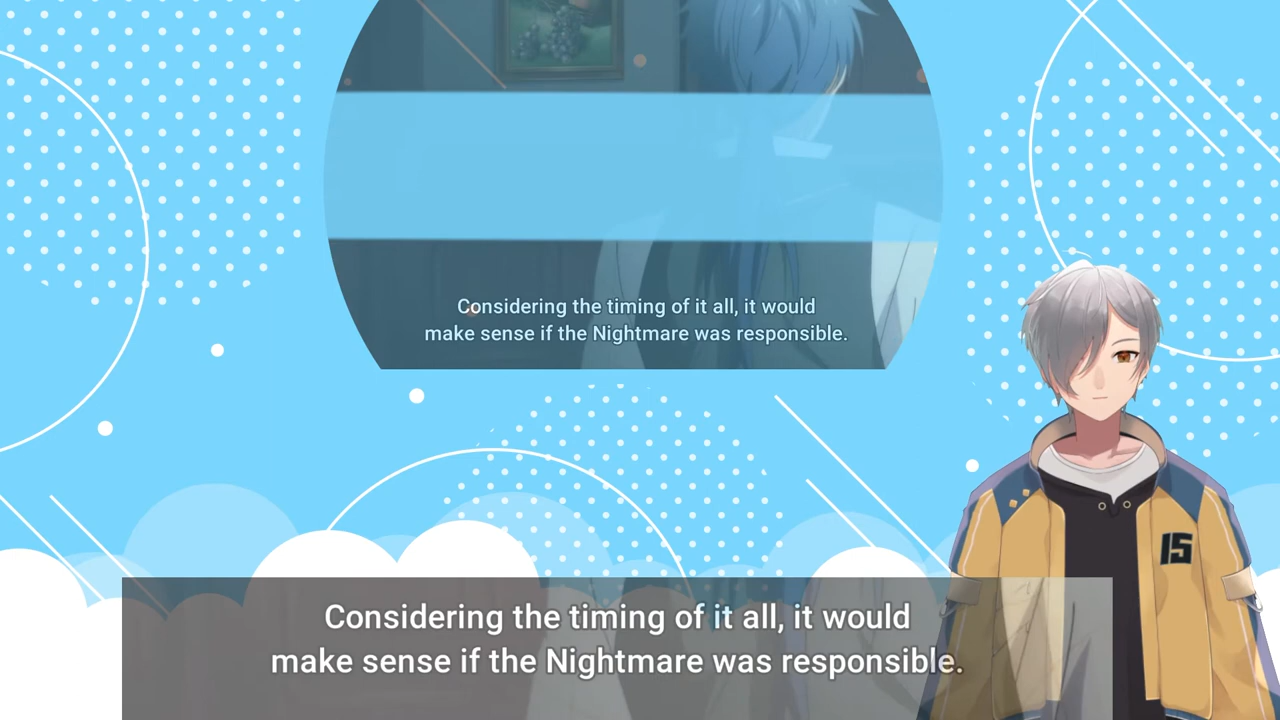 Considering the timing of it all, it would
make sense if the Nightmare was responsible.
15
Considering the timing of it all, it would
make sense if the Nightmare was responsible.